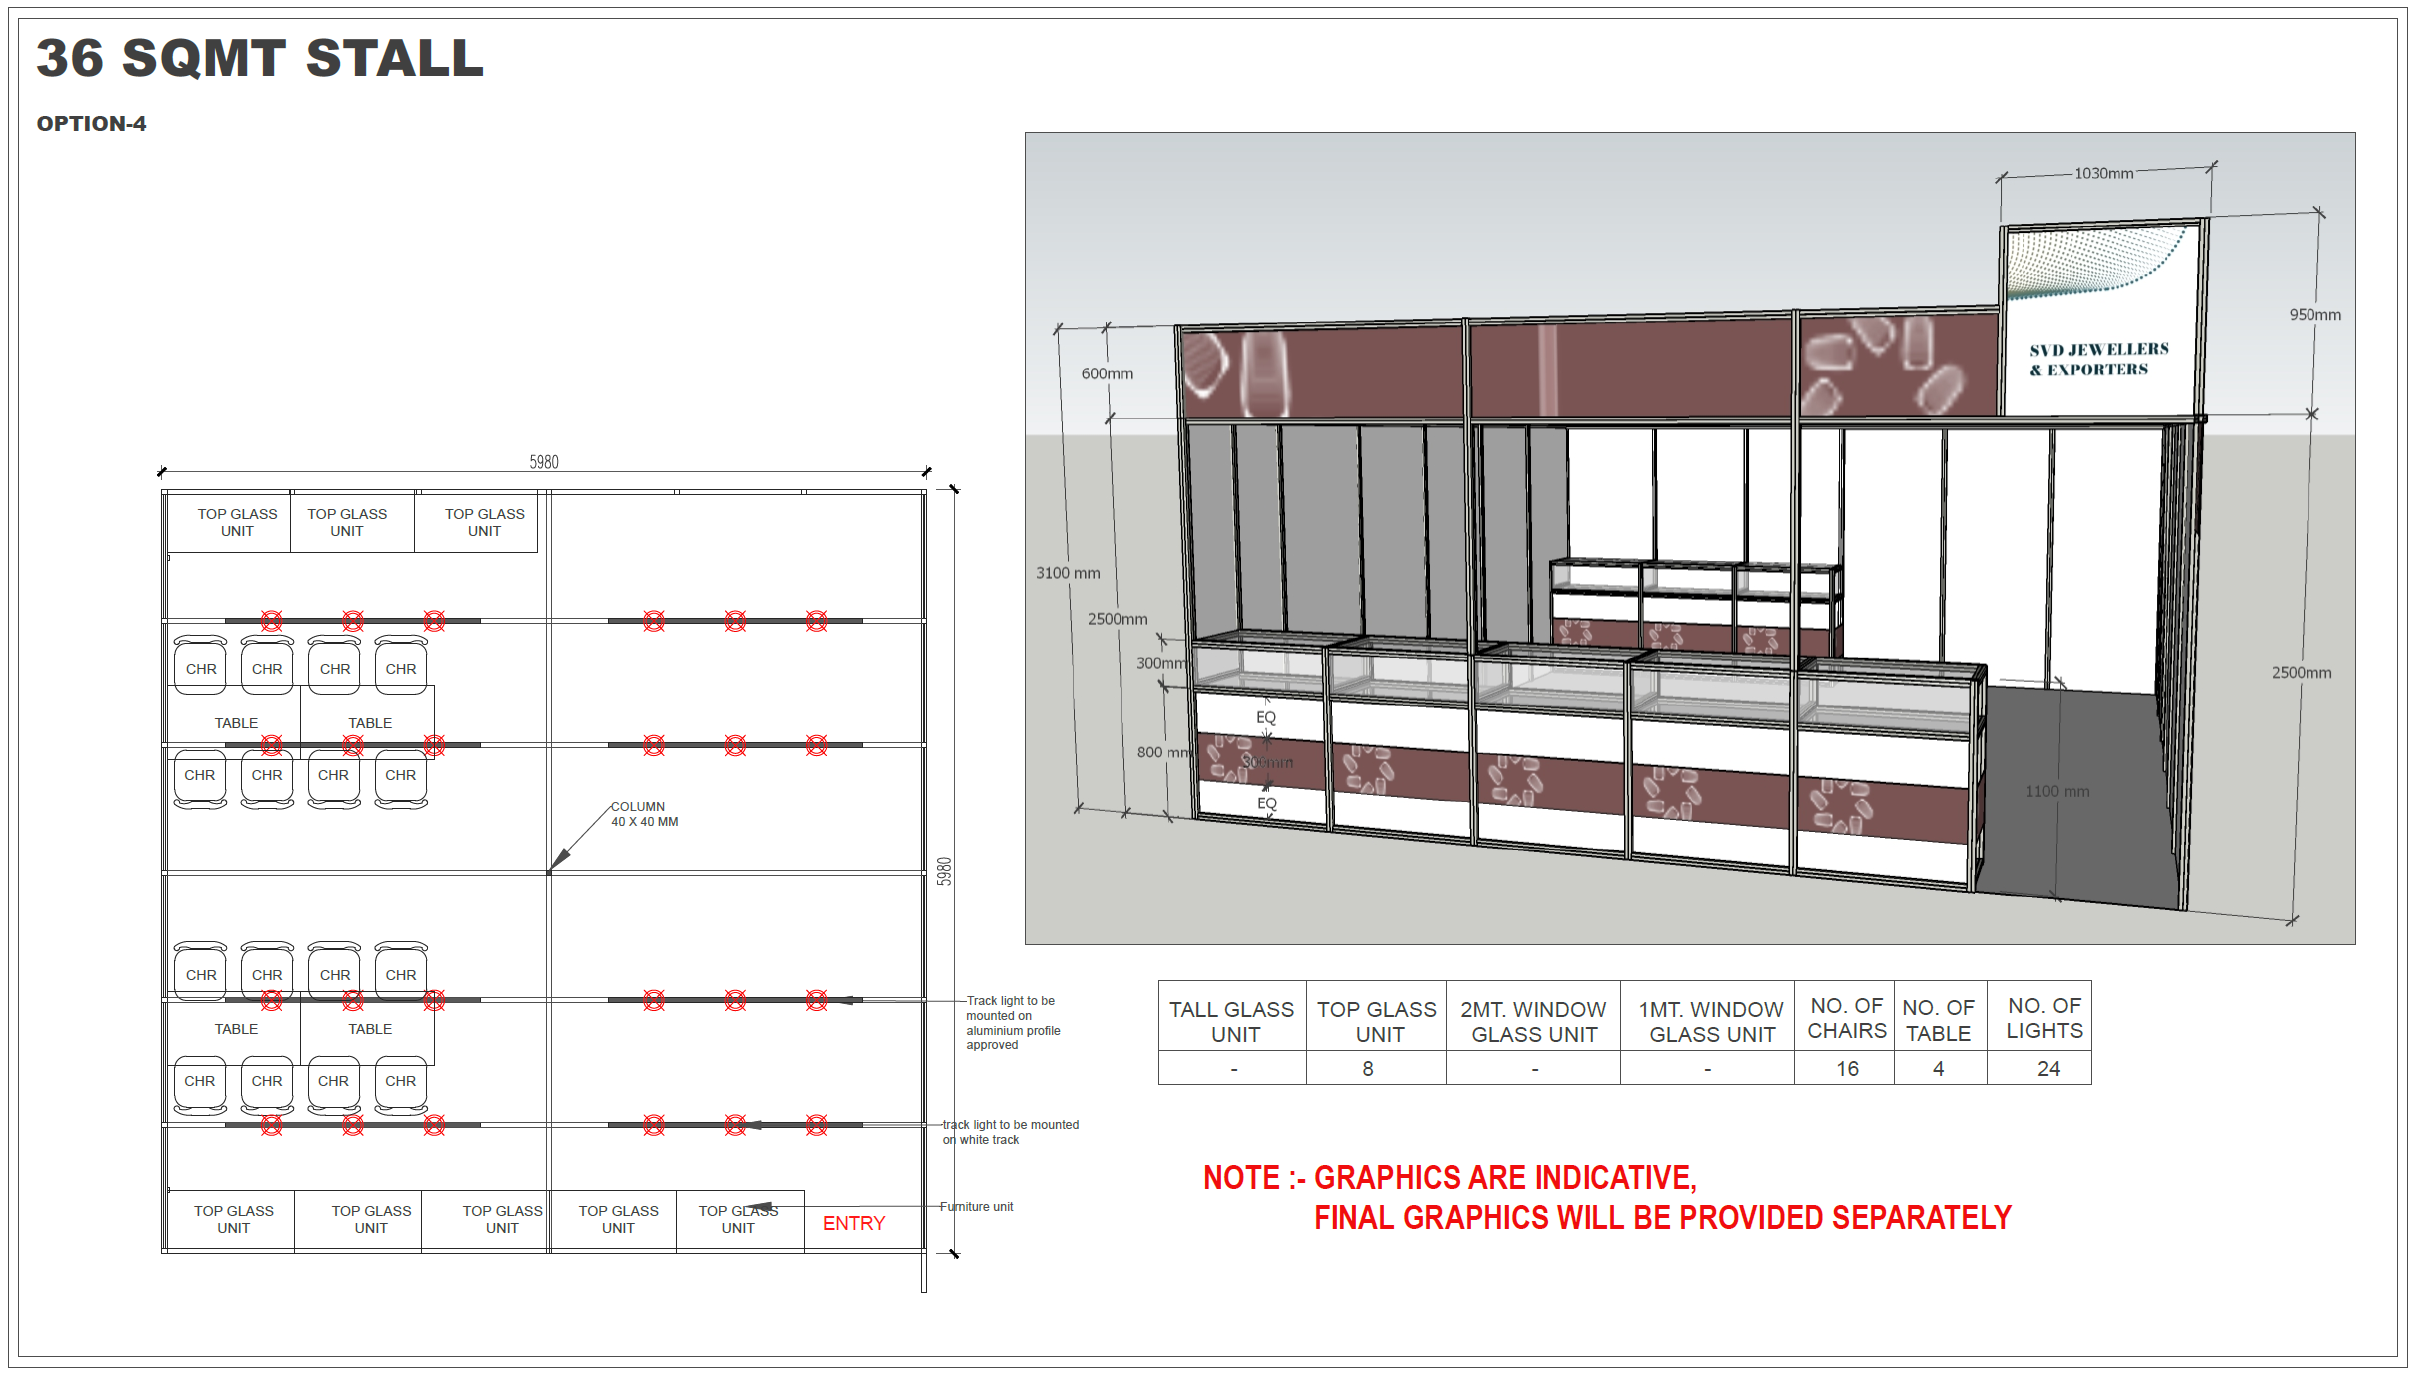 36 SQMT STALL
OPTION-4
1030mm
950mm
SVD JEWELLERS
& EXPORTERS
600mm
3100 mm
2500mm
300mm
EQ
800 mm
300mm
EQ
1100 mm
2500mm
5980
TOP GLASS UNIT
TOP GLASS UNIT
TOP GLASS UNIT
CHR CHR CHR CHR
TABLE TABLE
CHR CHR CHR CHR
COLUMN
40 X 40 MM
5980
CHR CHR CHR CHR
Track light to be
mounted on
aluminium profile
approved
TABLE TABLE
CHR CHR CHR CHR
track light to be mounted
on white track
TOP GLASS UNIT
TOP GLASS UNIT
TOP GLASS UNIT
TOP GLASS UNIT
TOP GLASS UNIT
Furniture unit
ENTRY
TALL GLASS UNIT
TOP GLASS UNIT
2MT. WINDOW GLASS UNIT
1MT. WINDOW GLASS UNIT
NO. OF CHAIRS
NO. OF TABLE
NO. OF LIGHTS
- 8 - - 16 4 24
NOTE :- GRAPHICS ARE INDICATIVE,
FINAL GRAPHICS WILL BE PROVIDED SEPARATELY